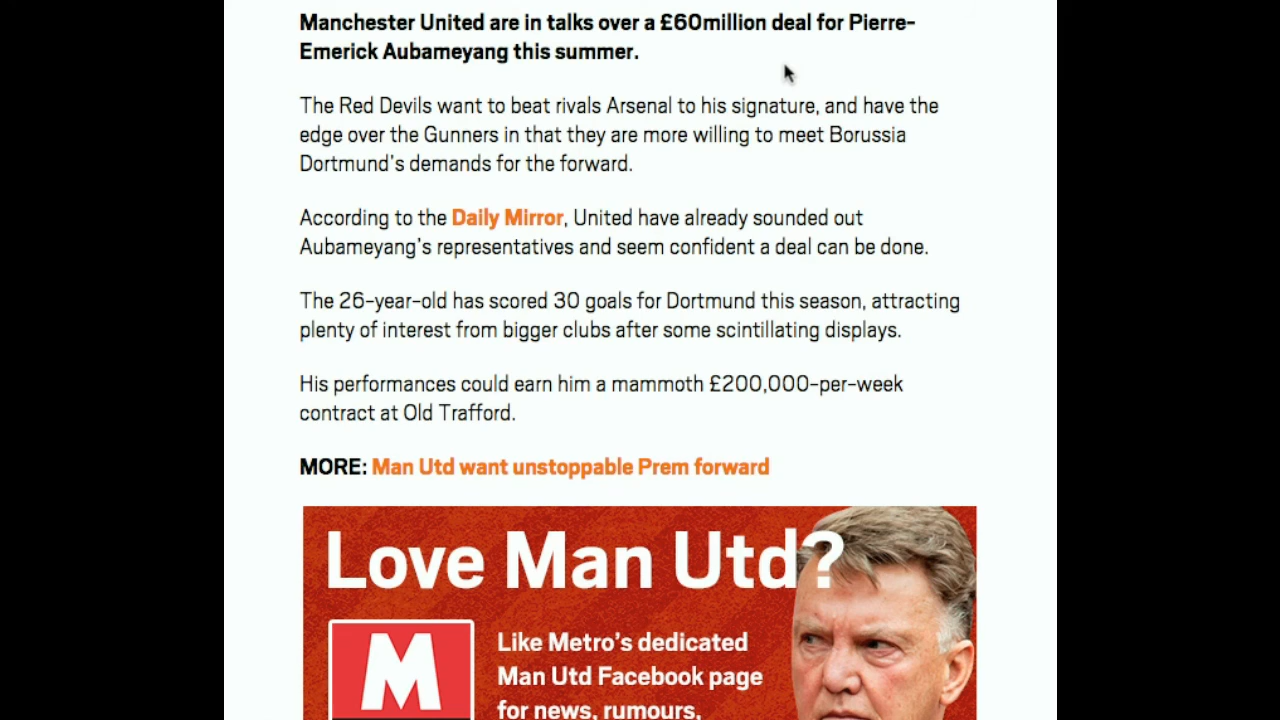 Manchester United are in talks over a £60million deal for Pierre-
Emerick Aubameyang this summer.
The Red Devils want to beat rivals Arsenal to his signature, and have the
edge over the Gunners in that they are more willing to meet Borussia
Dortmund's demands for the forward.
According to the Daily Mirror, United have already sounded out
Aubameyang's representatives and seem confident a deal can be done.
The 26-year-old has scored 30 goals for Dortmund this season, attracting
plenty of interest from bigger clubs after some scintillating displays.
His performances could earn him a mammoth £200,000-per-week
contract at Old Trafford.
MORE: Man Utd want unstoppable Prem forward
Love Man Utd?
M
Like Metro's dedicated
Man Utd Facebook page
for news, rumours,